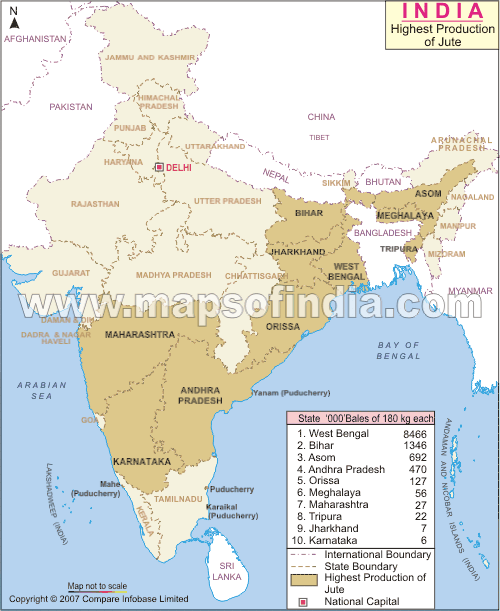 N
INDIA
Highest Production
of Jute
AFGHANISTAN
JAMMU AND KASHMIR
PAKISTAN
HIMACHAL
PRADESH
CHINA
TIBET
PUNJAB
UTTARAKHAND
ARUNACHAL
PRADESH
HARYANA
DELHI
NEPAL
SIKKIM
BHUTAN
ASOM
NAGALAND
RAJASTHAN
UTTER PRADESH
BIHAR
MEGHALAYA
MANIPUR
BANGLADESH
TRIPURA
MIZORAM
JHARKHAND
WEST
BENGAL
GUJARAT
MADHYA PRADESH
CHHATTISGARH
MYANMAR
www.mapsofindia.com
DAMAN & DIU
DADRA & NAGAR
HAVELI
MAHARASHTRA
ORISSA
BAY OF
BENGAL
ARABIAN
SEA
ANDHRA
PRADESH
Yanam (Puducherry)
GOA
KARNATAKA
Mahe
(Puducherry)
Puducherry
TAMILNADU
Karaikal
(Puducherry)
KERALA
LAKSHADWEEP (INDIA)
ANDAMAN AND NICOBAR ISLANDS (INDIA)
SRI
LANKA
State '000'Bales of 180 kg each
1. West Bengal 8466
2. Bihar 1346
3. Asom 692
4. Andhra Pradesh 470
5. Orissa 127
6. Meghalaya 56
7. Maharashtra 27
8. Tripura 22
9. Jharkhand 7
10. Karnataka 6
International Boundary
State Boundary
Highest Production of
Jute
National Capital
Map not to scale
Copyright © 2007 Compare Infobase Limited